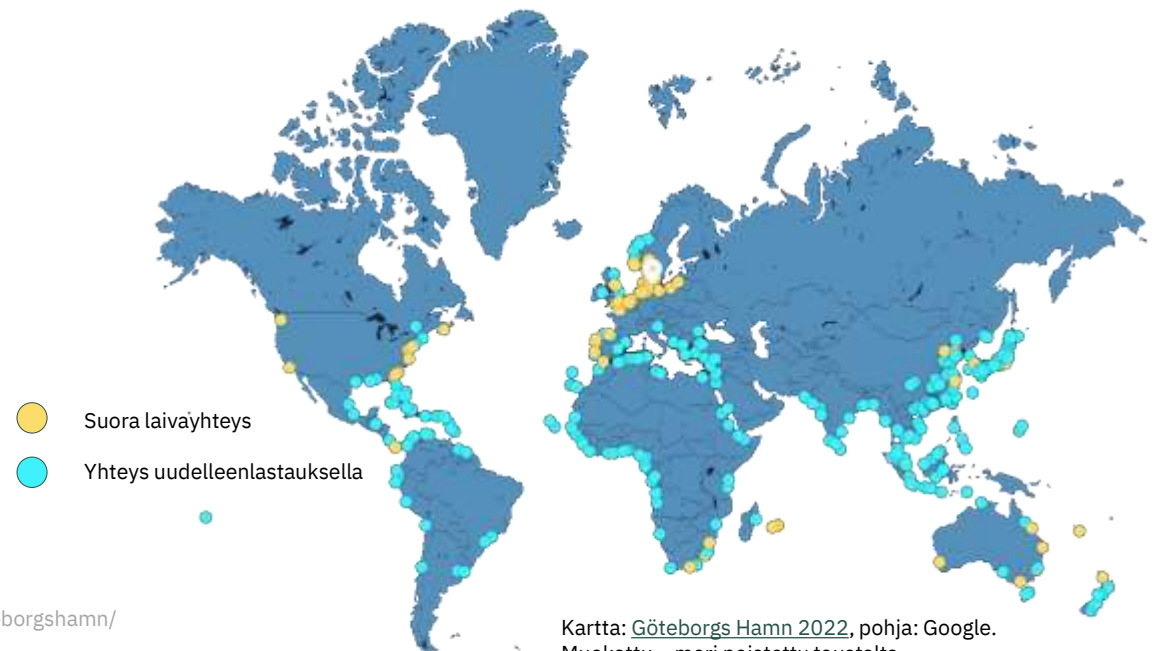 Suora laivayhteys
Yhteys uudelleenlastauksella
borgshamn/
Kartta: Göteborgs Hamn 2022, pohja: Google.